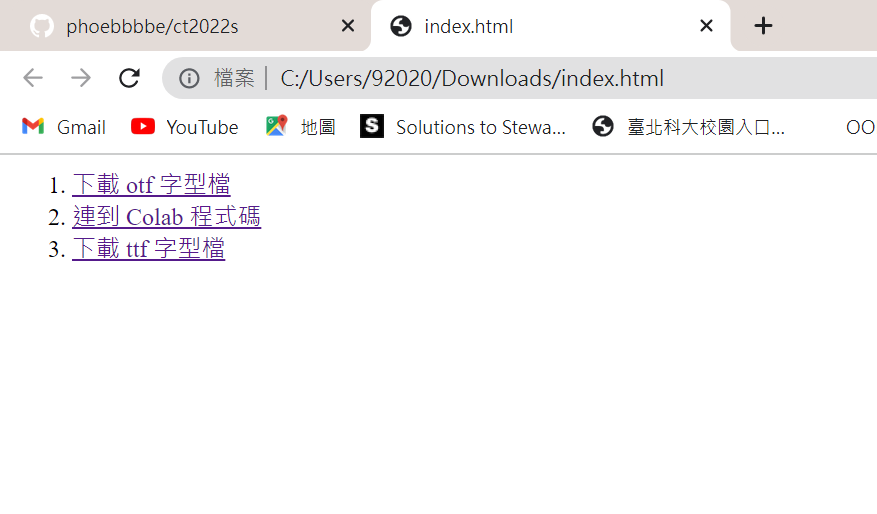 phoebbbbe/ct2022s
index.html
檔案 | C:/Users/92020/Downloads/index.html
Gmail
YouTube
地圖
S
Solutions to Stewa...
臺北科大校園入口...
OO
1. 下載 otf 字型檔
2. 連到 Colab 程式碼
3. 下載 ttf 字型檔